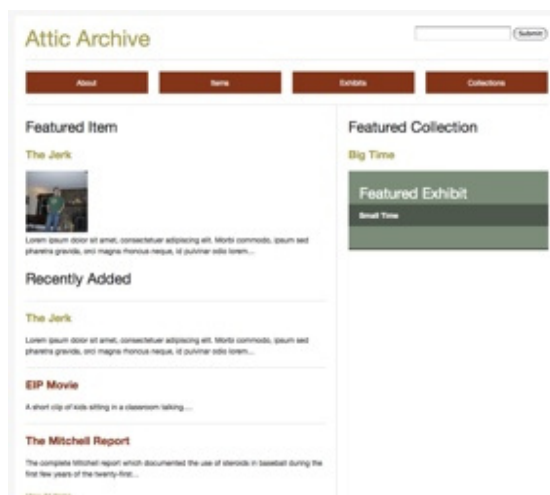 Attic Archive
Submit
About Items Exhibits Collections
Featured Item
The Jerk
Lorem ipsum dolor sit amet, consectetuer adipiscing elit. Morbi commodo, ipsum sed
pharetra gravida, orci magna rhoncus neque, id pulvinar odio lorem...
Recently Added
The Jerk
Lorem ipsum dolor sit amet, consectetuer adipiscing elit. Morbi commodo, ipsum sed
pharetra gravida, orci magna rhoncus neque, id pulvinar odio lorem...
EIP Movie
A short clip of kids sitting in a classroom talking....
The Mitchell Report
The complete Mitchell report which documented the use of steroids in baseball during the
first few years of the twenty-first...
Featured Collection
Big Time
Featured Exhibit
Small Time